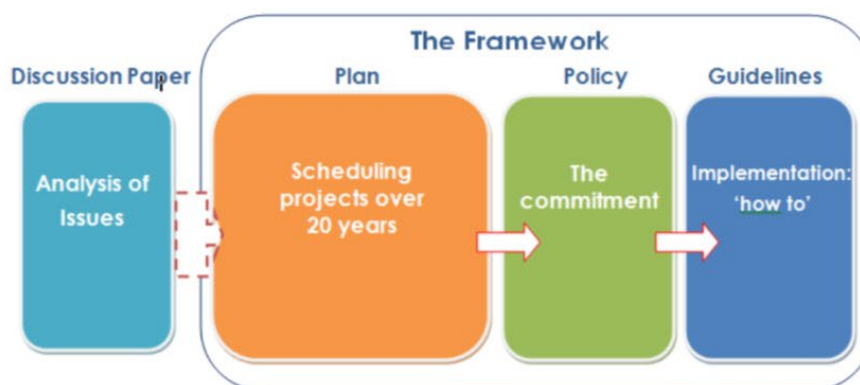 The Framework
Discussion Paper
Plan
Policy
Guidelines
Analysis of
Issues
Scheduling
projects over
20 years
The
commitment
Implementation:
‘how to’